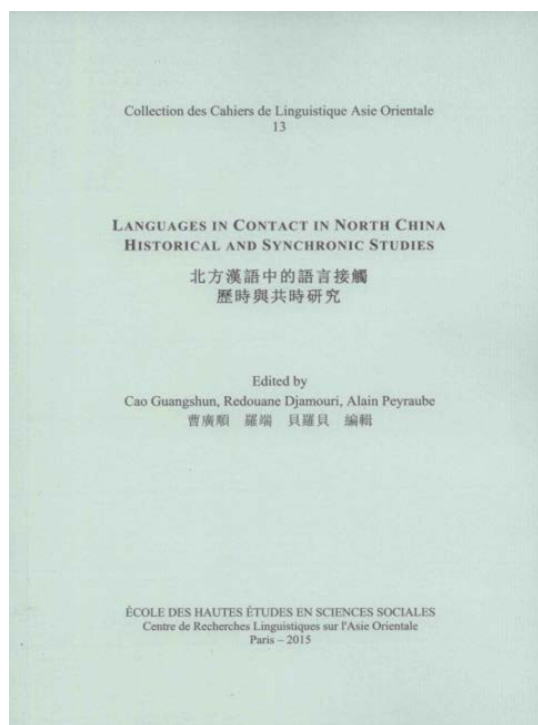 Collection des Cahiers de Linguistique Asie Orientale
13
LANGUAGES IN CONTACT IN NORTH CHINA
HISTORICAL AND SYNCHRONIC STUDIES
北方漢語中的語言接觸
歷時與共時研究
Edited by
Cao Guangshun, Redouane Djamouri, Alain Peyraube
曹廣順 羅端 貝羅貝 編輯
ÉCOLE DES HAUTES ÉTUDES EN SCIENCES SOCIALES
Centre de Recherches Linguistiques sur l'Asie Orientale
Paris – 2015